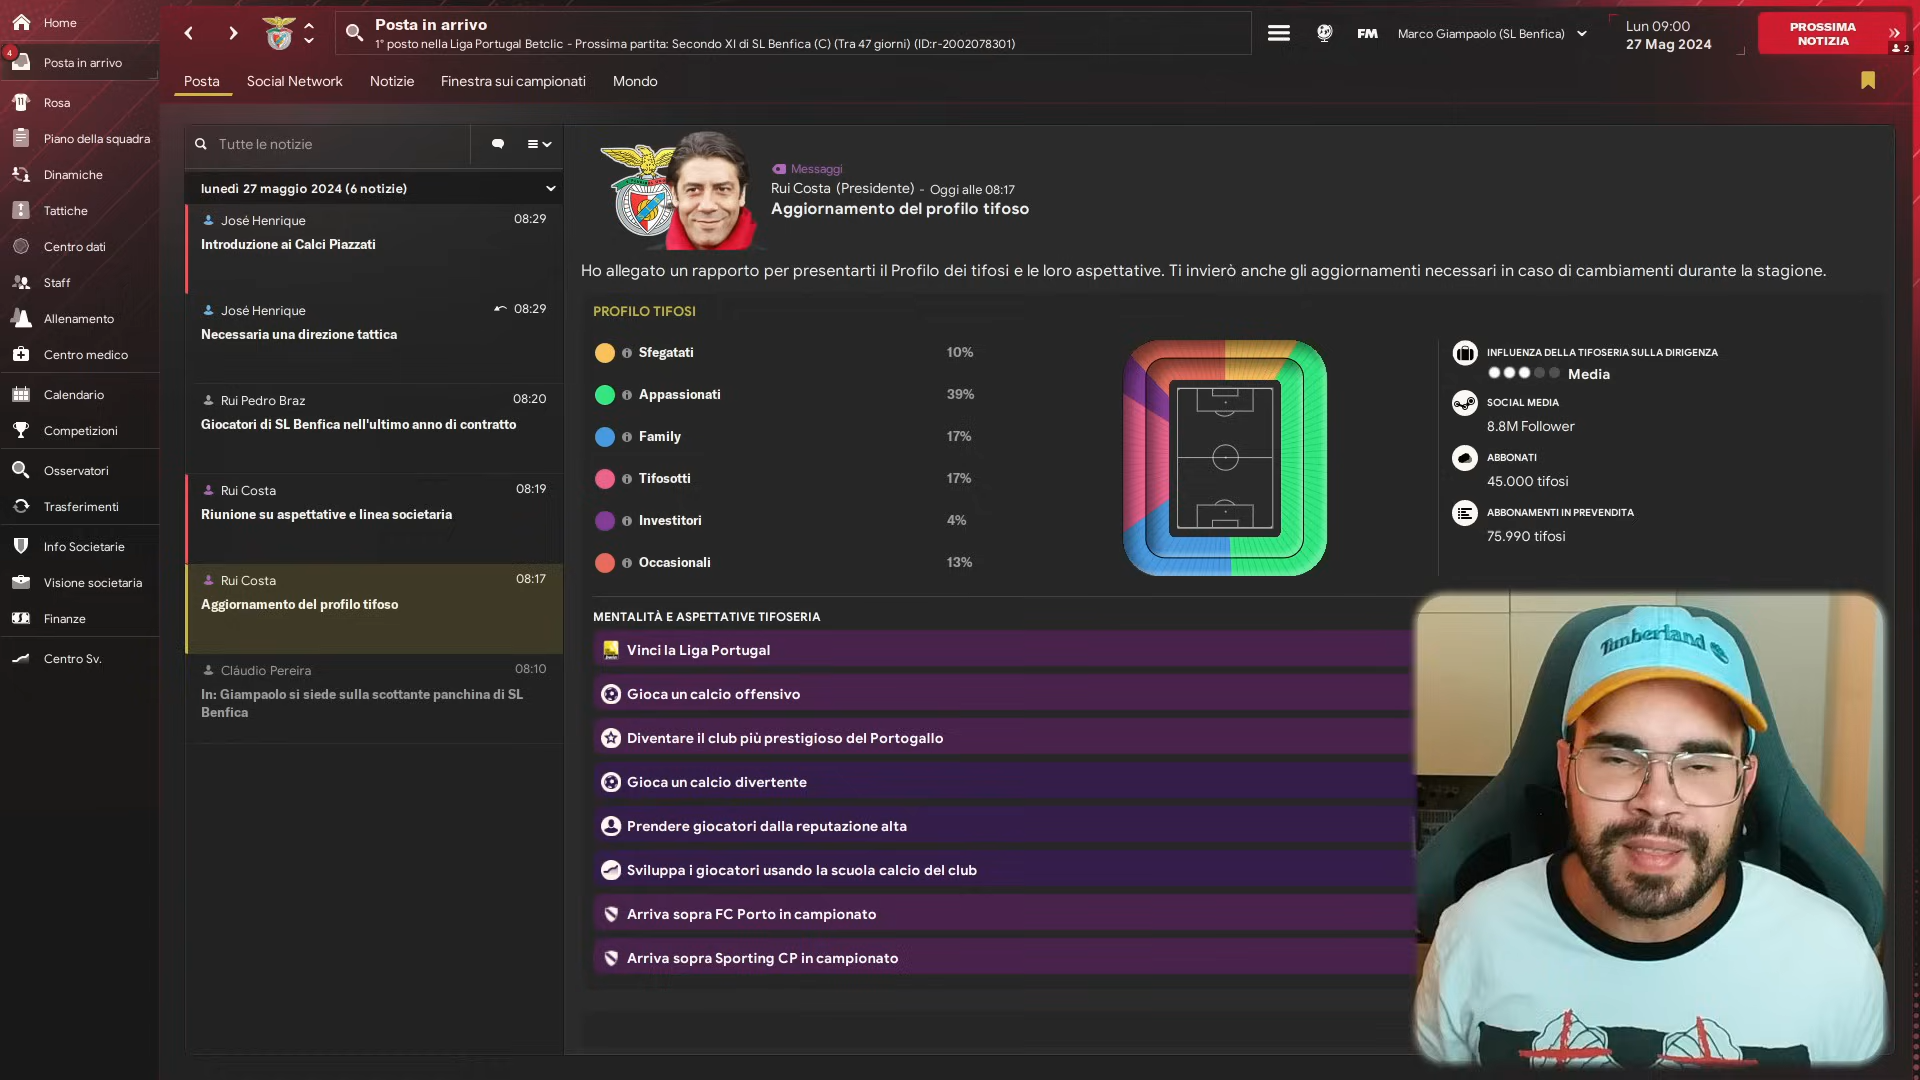 Home
4
Posta in arrivo
Rosa
Piano della squadra
Dinamiche
Tattiche
Centro dati
Staff
Allenamento
Centro medico
Calendario
Competizioni
Osservatori
Trasferimenti
Info Societarie
Visione societaria
Finanze
Centro Sv.
Posta in arrivo
1° posto nella Liga Portugal Betclic - Prossima partita: Secondo XI di SL Benfica (C) (Tra 47 giorni) (ID:r-2002078301)
FM
Marco Giampaolo (SL Benfica)
Lun 09:00
27 Mag 2024
PROSSIMA
NOTIZIA
2
Posta
Social Network
Notizie
Finestra sui campionati
Mondo
Tutte le notizie
lunedì 27 maggio 2024 (6 notizie)
José Henrique 08:29
Introduzione ai Calci Piazzati
José Henrique 08:29
Necessaria una direzione tattica
Rui Pedro Braz 08:20
Giocatori di SL Benfica nell'ultimo anno di contratto
Rui Costa 08:19
Riunione su aspettative e linea societaria
Rui Costa 08:17
Aggiornamento del profilo tifoso
Cláudio Pereira 08:10
In: Giampaolo si siede sulla scottante panchina di SL
Benfica
Messaggi
Rui Costa (Presidente) - Oggi alle 08:17
Aggiornamento del profilo tifoso
Ho allegato un rapporto per presentarti il Profilo dei tifosi e le loro aspettative. Ti invierò anche gli aggiornamenti necessari in caso di cambiamenti durante la stagione.
PROFILO TIFOSI
Sfegatati 10%
Appassionati 39%
Family 17%
Tifosotti 17%
Investitori 4%
Occasionali 13%
INFLUENZA DELLA TIFOSERIA SULLA DIRIGENZA
Media
SOCIAL MEDIA
8.8M Follower
ABBONATI
45.000 tifosi
ABBONAMENTI IN PREVENDITA
75.990 tifosi
MENTALITÀ E ASPETTATIVE TIFOSERIA
Vinci la Liga Portugal
Gioca un calcio offensivo
Diventare il club più prestigioso del Portogallo
Gioca un calcio divertente
Prendere giocatori dalla reputazione alta
Sviluppa i giocatori usando la scuola calcio del club
Arriva sopra FC Porto in campionato
Arriva sopra Sporting CP in campionato
Timberland